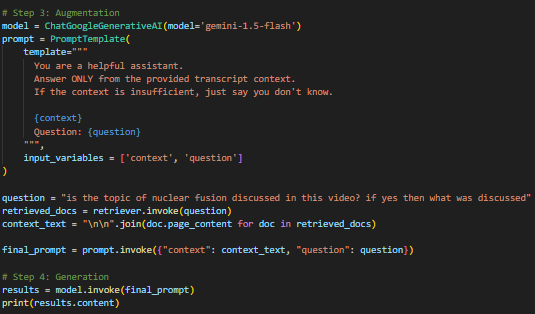 # Step 3: Augmentation
model = ChatGoogleGenerativeAI(model='gemini-1.5-flash')
prompt = PromptTemplate(
    template="""
      You are a helpful assistant.
      Answer ONLY from the provided transcript context.
      If the context is insufficient, just say you don't know.

      {context}
      Question: {question}
    """,
    input_variables = ['context', 'question']
)

question = "is the topic of nuclear fusion discussed in this video? if yes then what was discussed"
retrieved_docs = retriever.invoke(question)
context_text = "\n\n".join(doc.page_content for doc in retrieved_docs)

final_prompt = prompt.invoke({"context": context_text, "question": question})

# Step 4: Generation
results = model.invoke(final_prompt)
print(results.content)